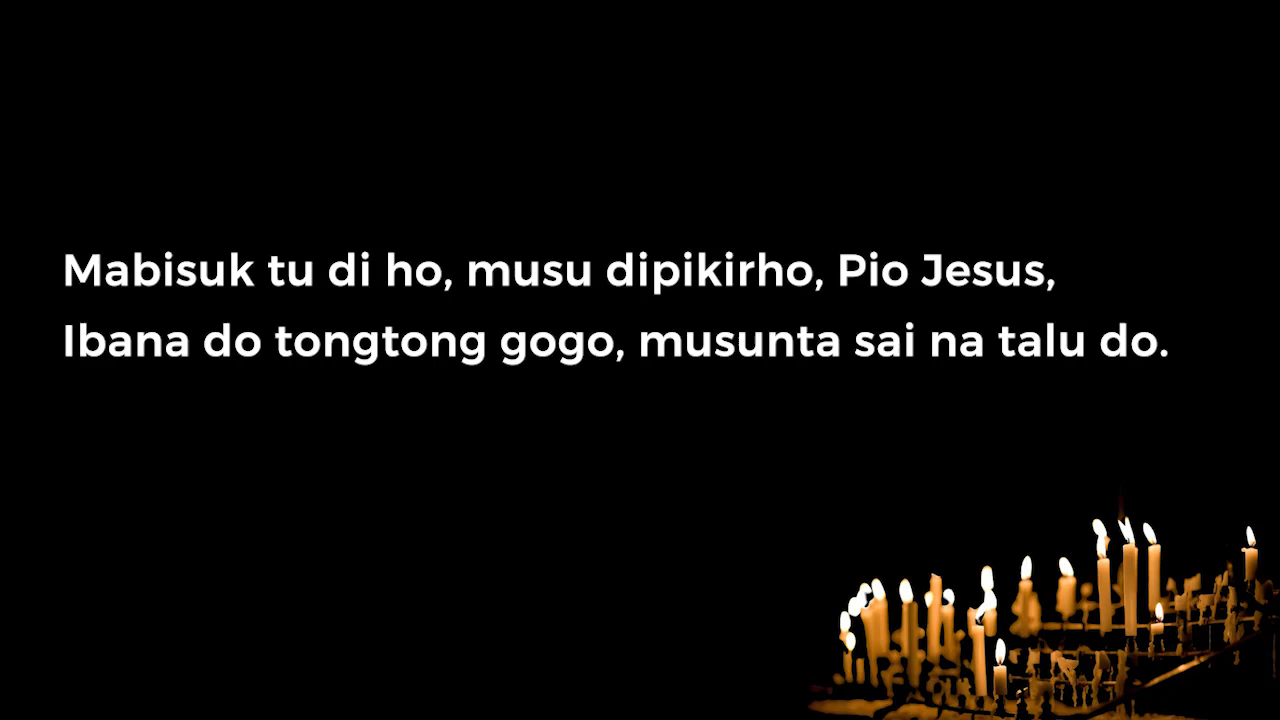 Mabisuk tu di ho, musu dipikirho, Pio Jesus,
Ibana do tongtong gogo, musunta sai na talu do.